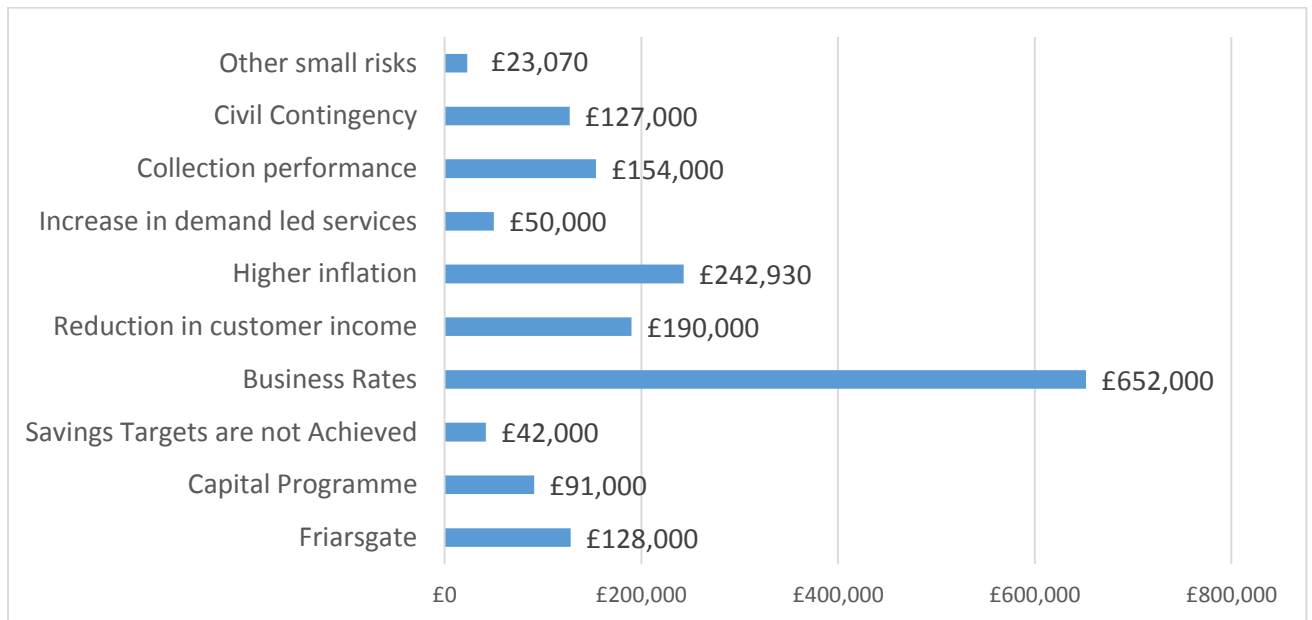 Other small risks £23,070
Civil Contingency £127,000
Collection performance £154,000
Increase in demand led services £50,000
Higher inflation £242,930
Reduction in customer income £190,000
Business Rates £652,000
Savings Targets are not Achieved £42,000
Capital Programme £91,000
Friarsgate £128,000
£0 £200,000 £400,000 £600,000 £800,000